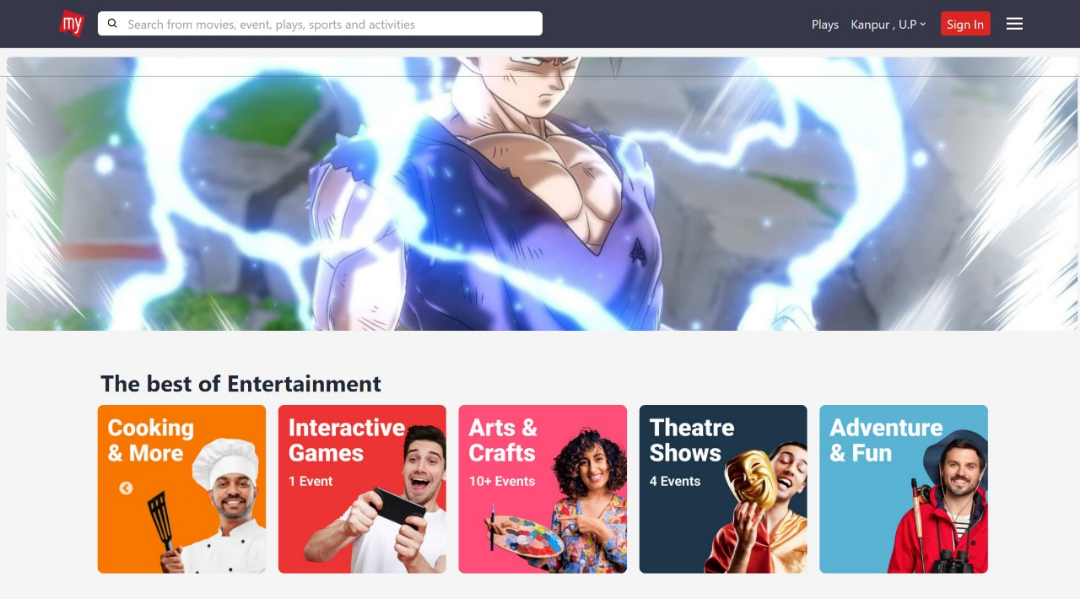 my
Search from movies, event, plays, sports and activities
Plays
Kanpur , U.P
Sign In
The best of Entertainment
Cooking
& More
Interactive
Games
1 Event
Arts &
Crafts
10+ Events
Theatre
Shows
4 Events
Adventure
& Fun